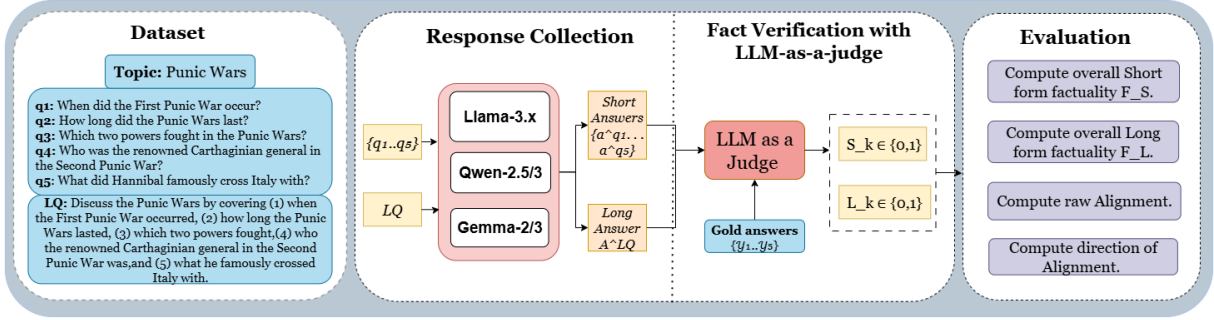 Dataset
Topic: Punic Wars
q1: When did the First Punic War occur?
q2: How long did the Punic Wars last?
q3: Which two powers fought in the Punic Wars?
q4: Who was the renowned Carthaginian general in
the Second Punic War?
q5: What did Hannibal famously cross Italy with?
LQ: Discuss the Punic Wars by covering (1) when
the First Punic War occurred, (2) how long the Punic
Wars lasted, (3) which two powers fought,(4) who
the renowned Carthaginian general in the Second
Punic War was,and (5) what he famously crossed
Italy with.
Response Collection
{q₁..q₅}
LQ
Llama-3.x
Qwen-2.5/3
Gemma-2/3
Short
Answers
{a^q1...
a^q5}
Long
Answer
A^LQ
Fact Verification with
LLM-as-a-judge
LLM as a
Judge
Gold answers
{y₁..y₅}
S_k ∈ {0,1}
L_k ∈ {0,1}
Evaluation
Compute overall Short
form factuality F_S.
Compute overall Long
form factuality F_L.
Compute raw Alignment.
Compute direction of
Alignment.